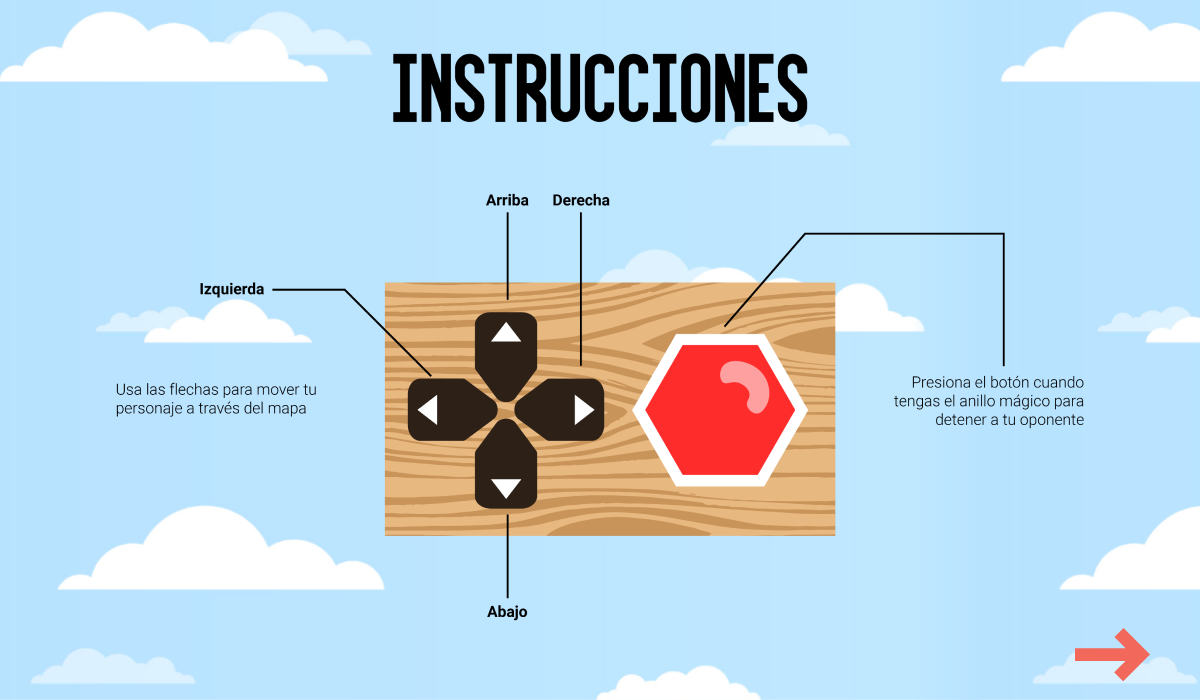 INSTRUCCIONES
Arriba
Derecha
Izquierda
Usa las flechas para mover tu
personaje a través del mapa
Presiona el botón cuando
tengas el anillo mágico para
detener a tu oponente
Abajo